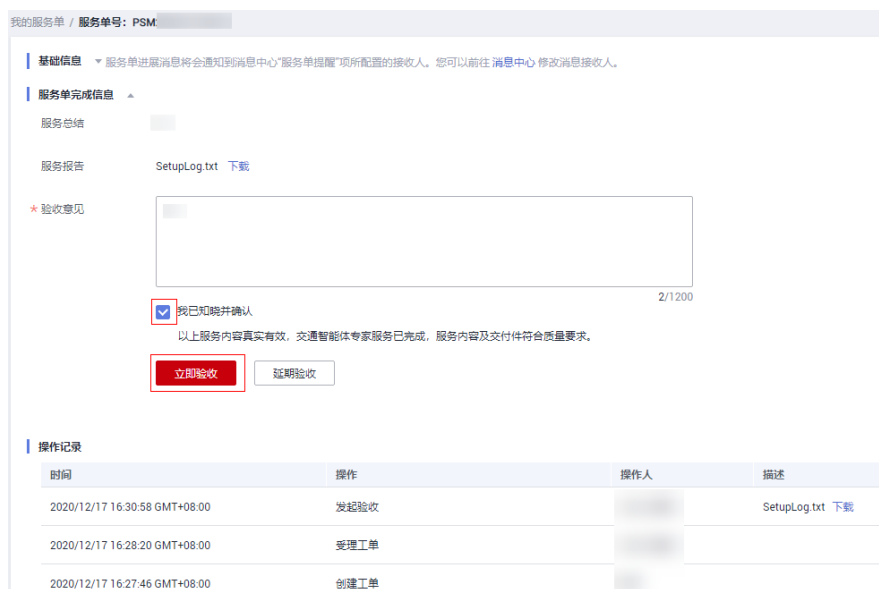 我的服务单 / 服务单号：PSM
基础信息 服务单进展消息将会通知到消息中心“服务单提醒”项所配置的接收人。您可以前往 消息中心 修改消息接收人。
服务单完成信息
服务总结
服务报告 SetupLog.txt 下载
* 验收意见
2/1200
我已知晓并确认
以上服务内容真实有效，交通智能体专家服务已完成，服务内容及交付件符合质量要求。
立即验收 延期验收
操作记录
时间 操作 操作人 描述
2020/12/17 16:30:58 GMT+08:00 发起验收 SetupLog.txt 下载
2020/12/17 16:28:20 GMT+08:00 受理工单
2020/12/17 16:27:46 GMT+08:00 创建工单